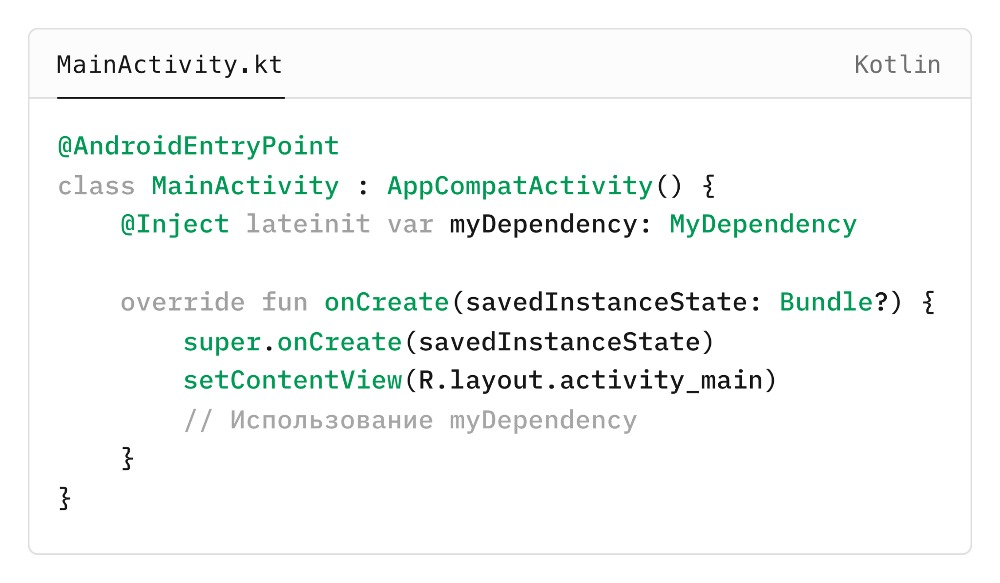 MainActivity.kt
Kotlin
@AndroidEntryPoint
class MainActivity : AppCompatActivity() {
    @Inject lateinit var myDependency: MyDependency

    override fun onCreate(savedInstanceState: Bundle?) {
        super.onCreate(savedInstanceState)
        setContentView(R.layout.activity_main)
        // Использование myDependency
    }
}